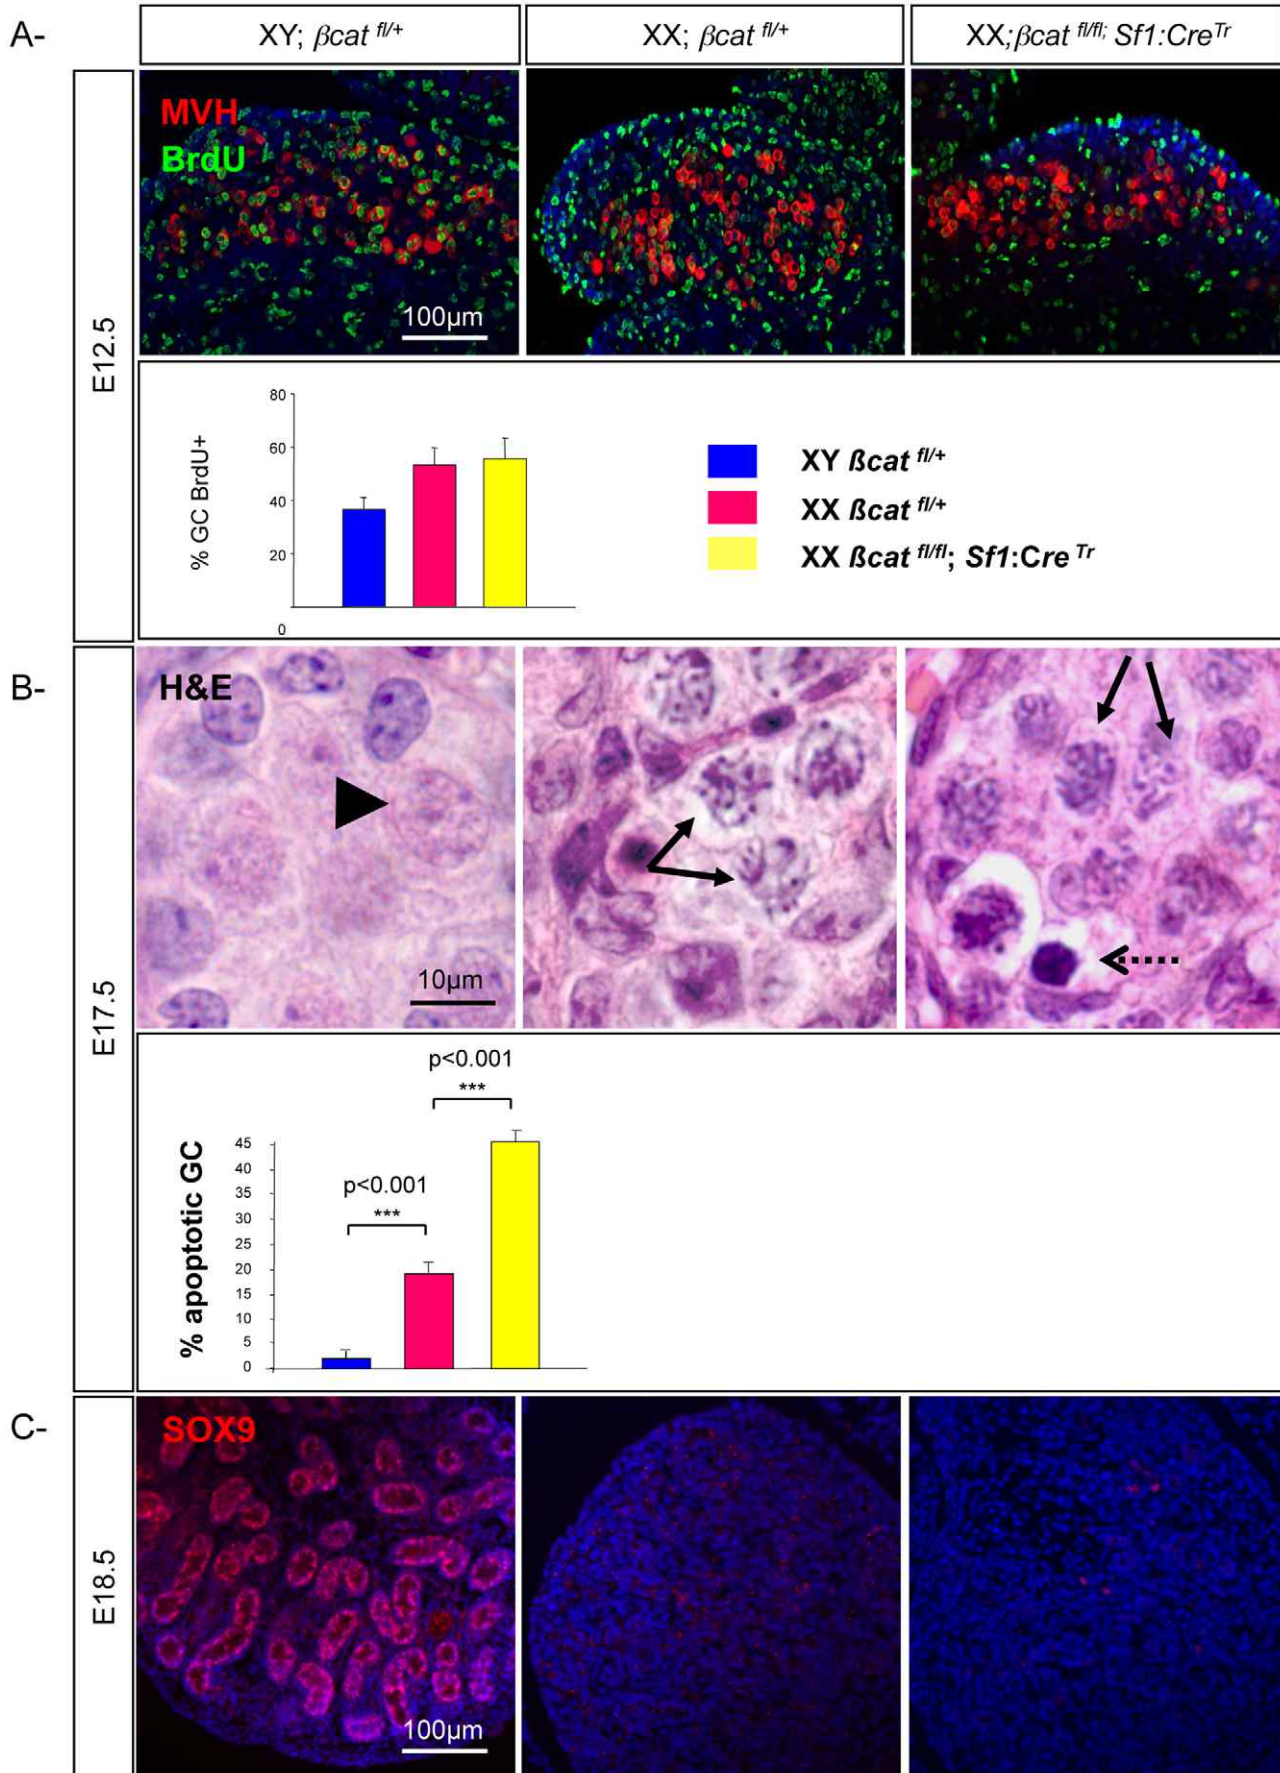 A-
XY; βcat fl/+
XX; βcat fl/+
XX;βcat fl/fl; Sf1:CreTr
E12.5
MVH
BrdU
100µm
% GC BrdU+
80
60
40
20
0
XY ßcat fl/+
XX ßcat fl/+
XX ßcat fl/fl; Sf1:Cre Tr
B-
E17.5
H&E
10µm
% apoptotic GC
p<0.001
***
p<0.001
***
45
40
35
30
25
20
15
10
5
0
C-
E18.5
SOX9
100µm